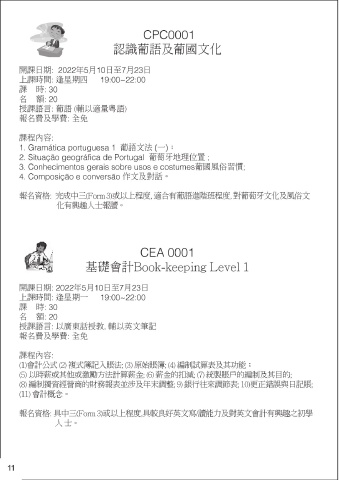 CPC0001
認識葡語及葡國文化
開課日期: 2022年5月10日至7月23日
上課時間: 逢星期四 19:00~22:00
課 時: 30
名 額: 20
授課語言: 葡語 (輔以適量粵語)
報名費及學費: 全免
課程內容:
1. Gramática portuguesa 1 葡語文法 (一)；
2. Situação geográfica de Portugal 葡萄牙地理位置 ;
3. Conhecimentos gerais sobre usos e costumes葡國風俗習慣;
4. Composição e conversão 作文及對話。
報名資格: 完成中三(Form 3)或以上程度, 適合有葡語進階班程度, 對葡萄牙文化及風俗文
化有興趣人士報讀。
CEA 0001
基礎會計Book-keeping Level 1
開課日期: 2022年5月10日至7月23日
上課時間: 逢星期一 19:00~22:00
課 時: 30
名 額: 20
授課語言: 以廣東話授教, 輔以英文筆記
報名費及學費: 全免
課程內容:
(1)會計公式 (2) 複式簿記入賬法; (3) 原始賬簿; (4) 編制試算表及其功能；
(5) 以時薪或其他或激勵方法計算薪金; (6) 薪金的扣減; (7) 統製賬戶的編制及其目的;
(8) 編制獨資經營商的財務報表並涉及年末調整; 9) 銀行往來調節表; 10)更正錯誤與日記賬;
(11) 會計概念。
報名資格: 具中三(Form 3)或以上程度,具較良好英文寫/讀能力及對英文會計有興趣之初學
人士。
11